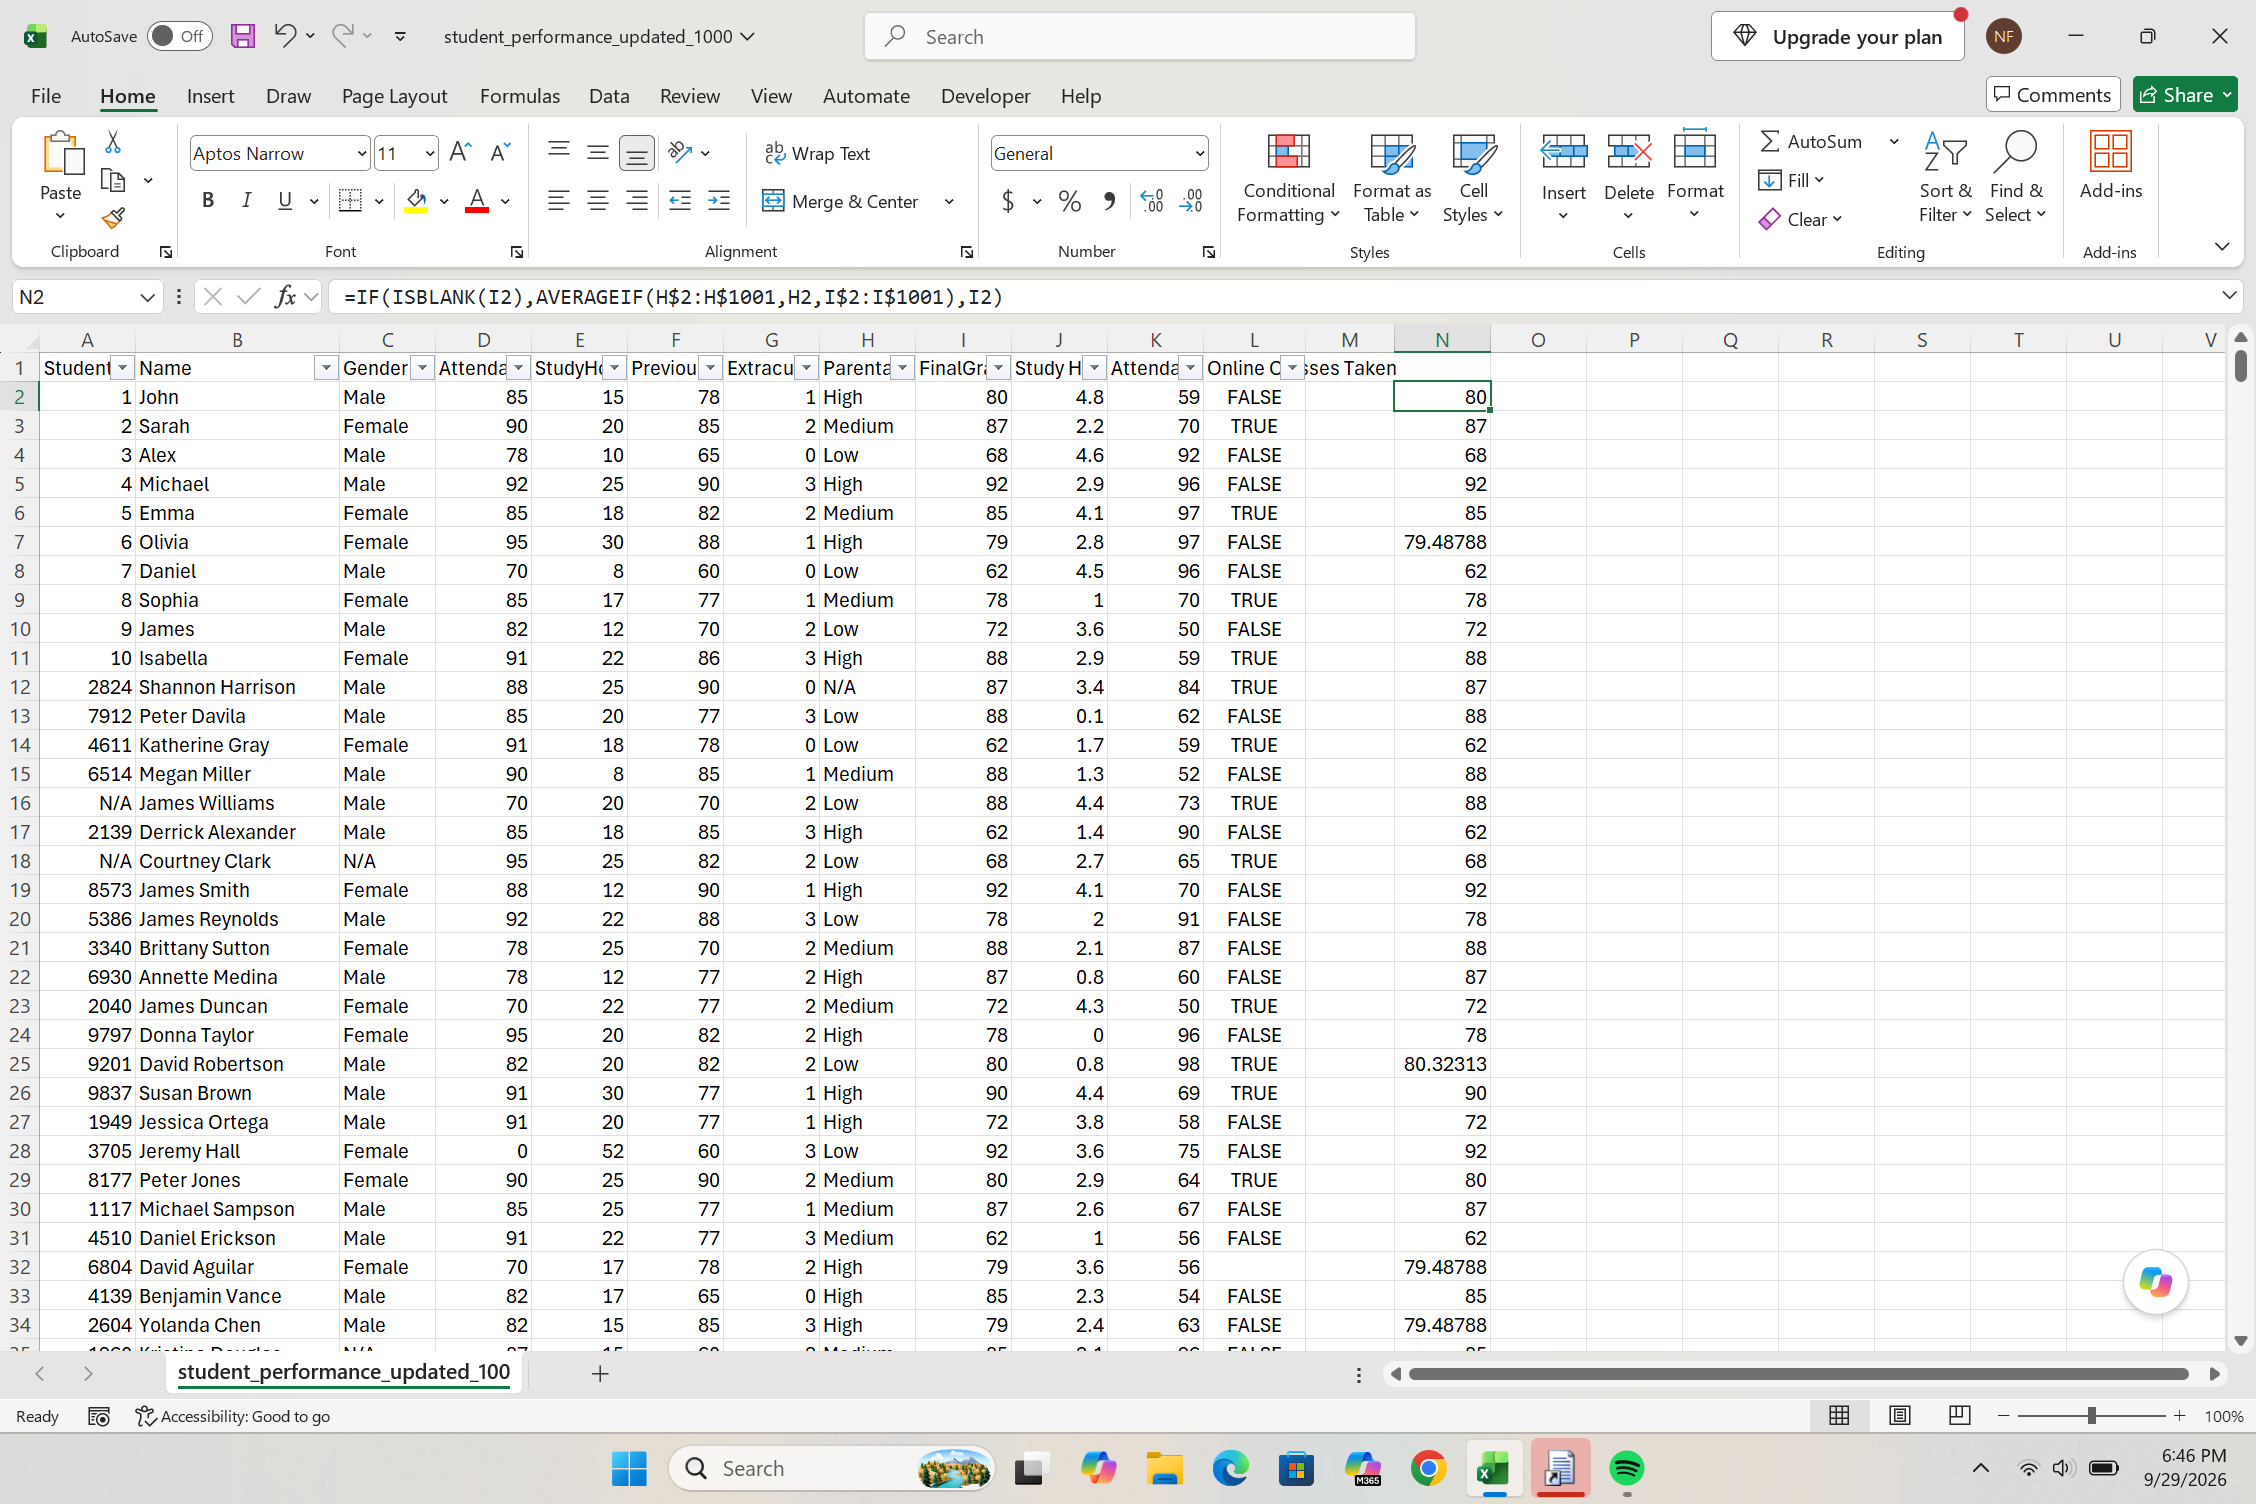 AutoSave Off student_performance_updated_1000 Search Upgrade your plan NF
File Home Insert Draw Page Layout Formulas Data Review View Automate Developer Help Comments Share
Paste Aptos Narrow 11 Wrap Text General Conditional Formatting Format as Table Cell Styles Insert Delete Format AutoSum Fill Clear Sort & Filter Find & Select Add-ins
B I U A Merge & Center $ %
Clipboard Font Alignment Number Styles Cells Editing Add-ins
N2 fx =IF(ISBLANK(I2),AVERAGEIF(H$2:H$1001,H2,I$2:I$1001),I2)
A B C D E F G H I J K L M N O P Q R S T U V
1 Student Name Gender Attenda StudyHo Previou Extracu Parenta FinalGra Study H Attenda Online C sses Taken
2 1 John Male 85 15 78 1 High 80 4.8 59 FALSE 80
3 2 Sarah Female 90 20 85 2 Medium 87 2.2 70 TRUE 87
4 3 Alex Male 78 10 65 0 Low 68 4.6 92 FALSE 68
5 4 Michael Male 92 25 90 3 High 92 2.9 96 FALSE 92
6 5 Emma Female 85 18 82 2 Medium 85 4.1 97 TRUE 85
7 6 Olivia Female 95 30 88 1 High 79 2.8 97 FALSE 79.48788
8 7 Daniel Male 70 8 60 0 Low 62 4.5 96 FALSE 62
9 8 Sophia Female 85 17 77 1 Medium 78 1 70 TRUE 78
10 9 James Male 82 12 70 2 Low 72 3.6 50 FALSE 72
11 10 Isabella Female 91 22 86 3 High 88 2.9 59 TRUE 88
12 2824 Shannon Harrison Male 88 25 90 0 N/A 87 3.4 84 TRUE 87
13 7912 Peter Davila Male 85 20 77 3 Low 88 0.1 62 FALSE 88
14 4611 Katherine Gray Female 91 18 78 0 Low 62 1.7 59 TRUE 62
15 6514 Megan Miller Male 90 8 85 1 Medium 88 1.3 52 FALSE 88
16 N/A James Williams Male 70 20 70 2 Low 88 4.4 73 TRUE 88
17 2139 Derrick Alexander Male 85 18 85 3 High 62 1.4 90 FALSE 62
18 N/A Courtney Clark N/A 95 25 82 2 Low 68 2.7 65 TRUE 68
19 8573 James Smith Female 88 12 90 1 High 92 4.1 70 FALSE 92
20 5386 James Reynolds Male 92 22 88 3 Low 78 2 91 FALSE 78
21 3340 Brittany Sutton Female 78 25 70 2 Medium 88 2.1 87 FALSE 88
22 6930 Annette Medina Male 78 12 77 2 High 87 0.8 60 FALSE 87
23 2040 James Duncan Female 70 22 77 2 Medium 72 4.3 50 TRUE 72
24 9797 Donna Taylor Female 95 20 82 2 High 78 0 96 FALSE 78
25 9201 David Robertson Male 82 20 82 2 Low 80 0.8 98 TRUE 80.32313
26 9837 Susan Brown Male 91 30 77 1 High 90 4.4 69 TRUE 90
27 1949 Jessica Ortega Male 91 20 77 1 High 72 3.8 58 FALSE 72
28 3705 Jeremy Hall Female 0 52 60 3 Low 92 3.6 75 FALSE 92
29 8177 Peter Jones Female 90 25 90 2 Medium 80 2.9 64 TRUE 80
30 1117 Michael Sampson Male 85 25 77 1 Medium 87 2.6 67 FALSE 87
31 4510 Daniel Erickson Male 91 22 77 3 Medium 62 1 56 FALSE 62
32 6804 David Aguilar Female 70 17 78 2 High 79 3.6 56 79.48788
33 4139 Benjamin Vance Male 82 17 65 0 High 85 2.3 54 FALSE 85
34 2604 Yolanda Chen Male 82 15 85 3 High 79 2.4 63 FALSE 79.48788
student_performance_updated_100
Ready Accessibility: Good to go 100%
Search M365 6:46 PM
9/29/2026